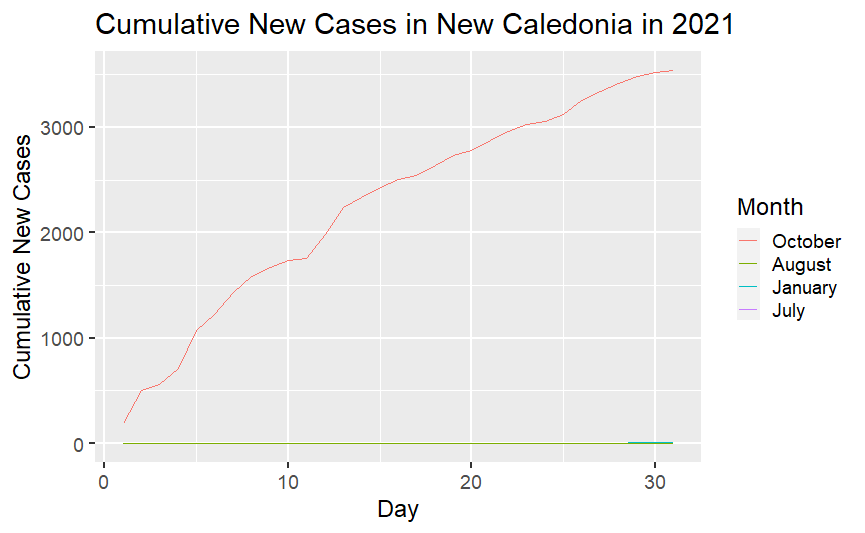 Cumulative New Cases in New Caledonia in 2021
Cumulative New Cases
3000
2000
1000
0
0 10 20 30
Day
Month
October
August
January
July